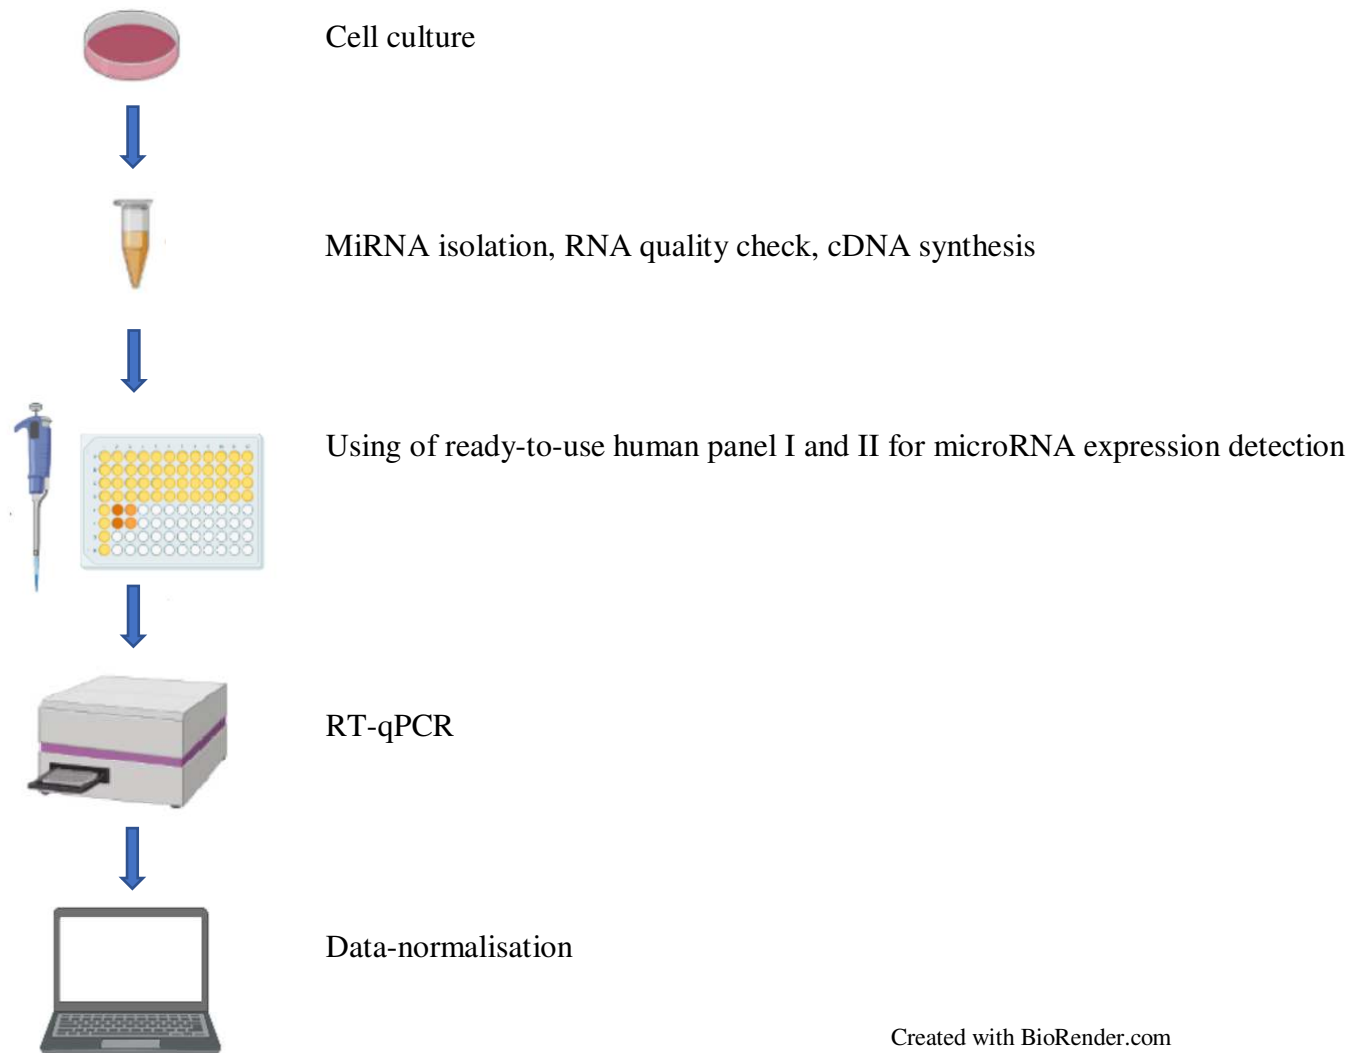 Cell culture
MiRNA isolation, RNA quality check, cDNA synthesis
Using of ready-to-use human panel I and II for microRNA expression detection
RT-qPCR
Data-normalisation
Created with BioRender.com